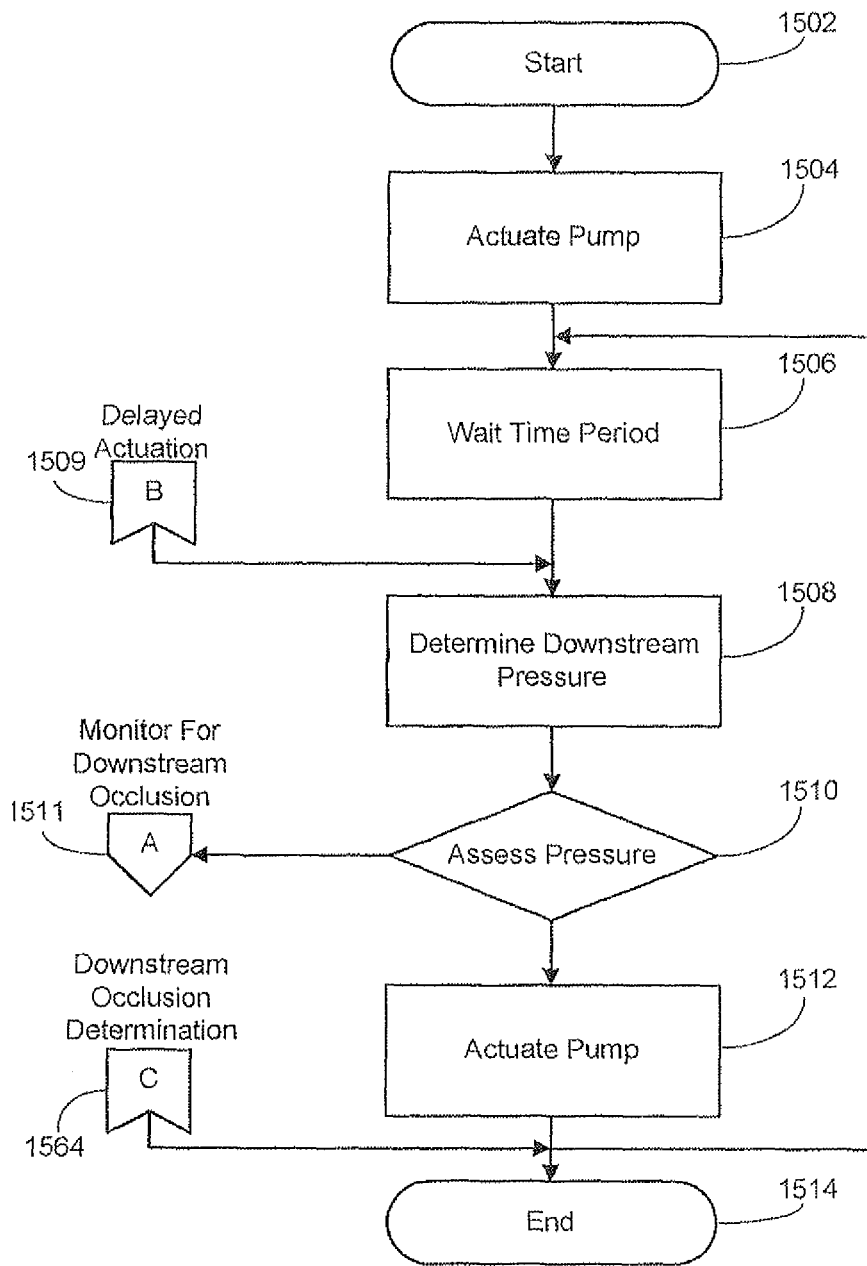 1502
Start
1504
Actuate Pump
1506
Wait Time Period
Delayed
Actuation
1509
B
1508
Determine Downstream
Pressure
Monitor For
Downstream
Occlusion
1511
A
1510
Assess Pressure
Downstream
Occlusion
Determination
C
1564
1512
Actuate Pump
1514
End